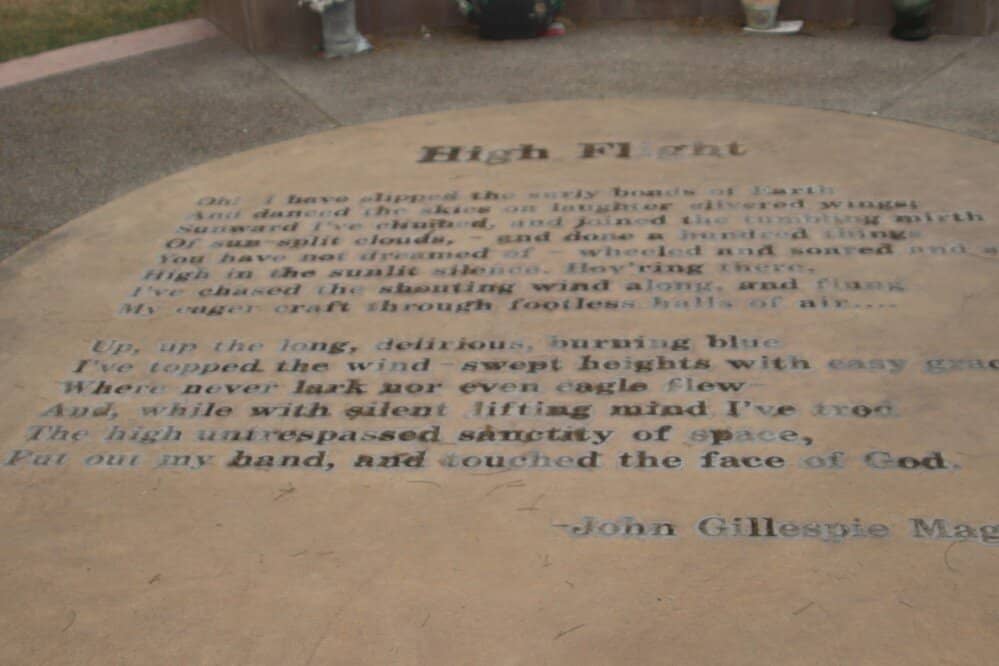 High Flight
Oh! I have slipped the surly bonds of Earth
And danced the skies on laughter silvered wings;
Sunward I've climbed, and joined the tumbling mirth
Of sun-split clouds, - and done a hundred things
You have not dreamed of - wheeled and soared and
High in the sunlit silence. Hov'ring there,
I've chased the shouting wind along, and flung
My eager craft through footless halls of air....
Up, up the long, delirious, burning blue
I've topped the wind-swept heights with easy grac
Where never lark nor even eagle flew-
And, while with silent lifting mind I've trod
The high untrespassed sanctity of space,
Put out my hand, and touched the face of God.
-John Gillespie Mag